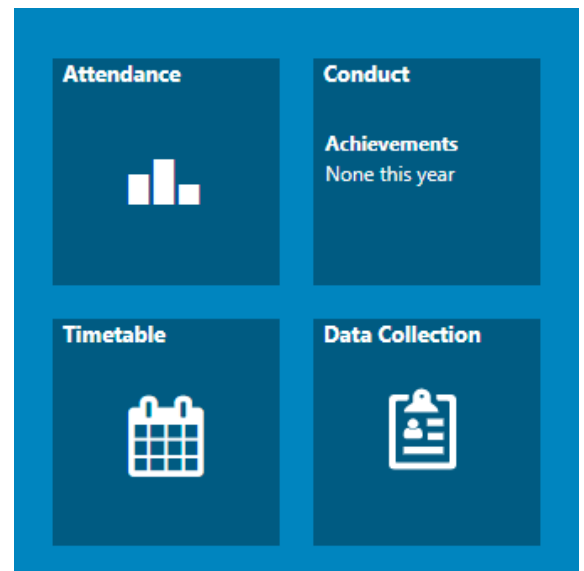 Attendance
Conduct
Achievements
None this year
Timetable
Data Collection